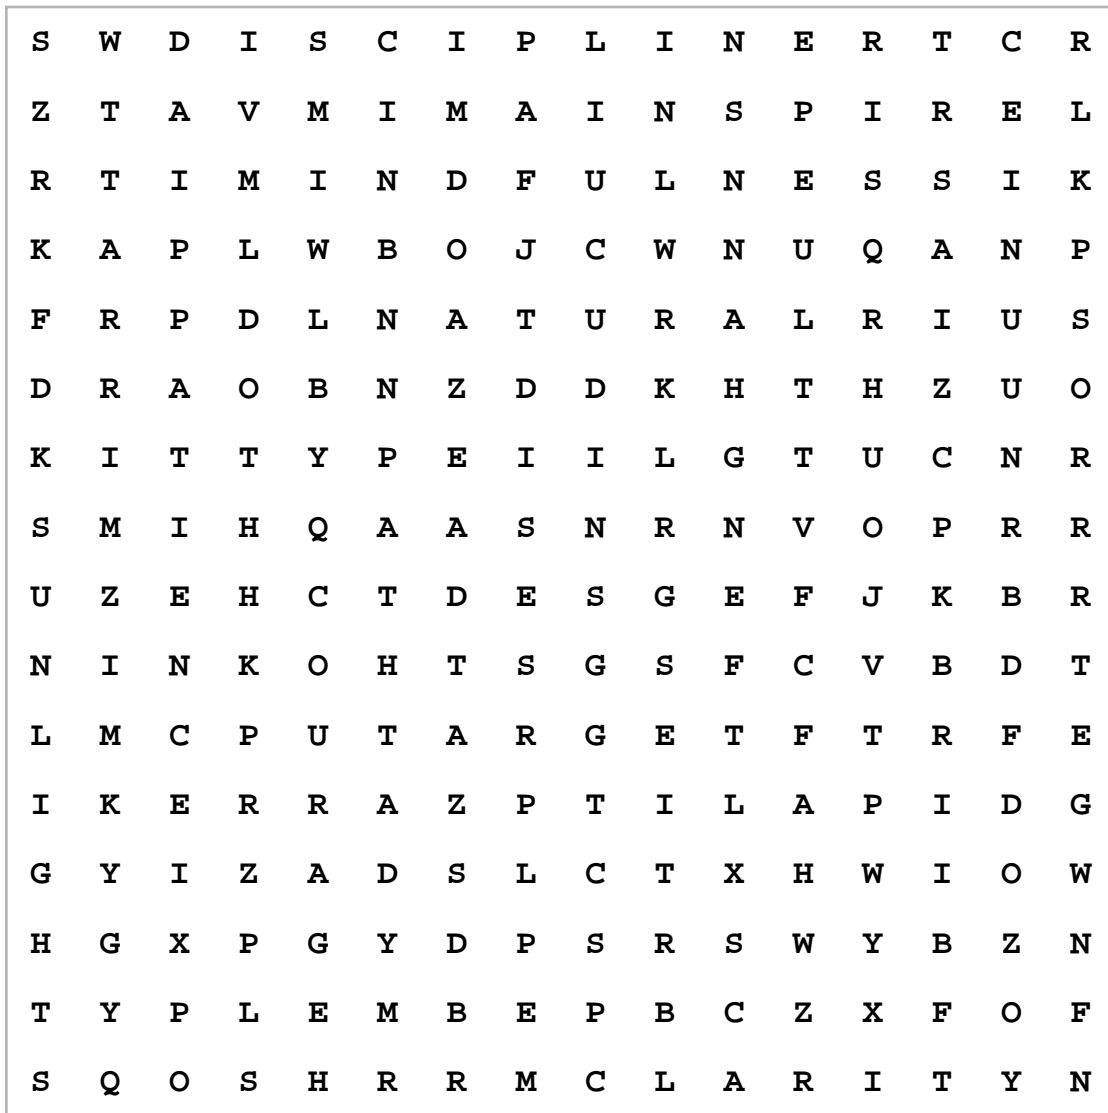 S W D I S C I P L I N E R T C R
Z T A V M I M A I N S P I R E L
R T I M I N D F U L N E S S I K
K A P L W B O J C W N U Q A N P
F R P D L N A T U R A L R I U S
D R A O B N Z D D K H T H Z U O
K I T T Y P E I I L G T U C N R
S M I H Q A A S N R N V O P R R
U Z E H C T D E S G E F J K B R
N I N K O H T S G S F C V B D T
L M C P U T A R G E T F T R F E
I K E R R A Z P T I L A P I D G
G Y I Z A D S L C T X H W I O W
H G X P G Y D P S R S W Y B Z N
T Y P L E M B E P B C Z X F O F
S Q O S H R R M C L A R I T Y N